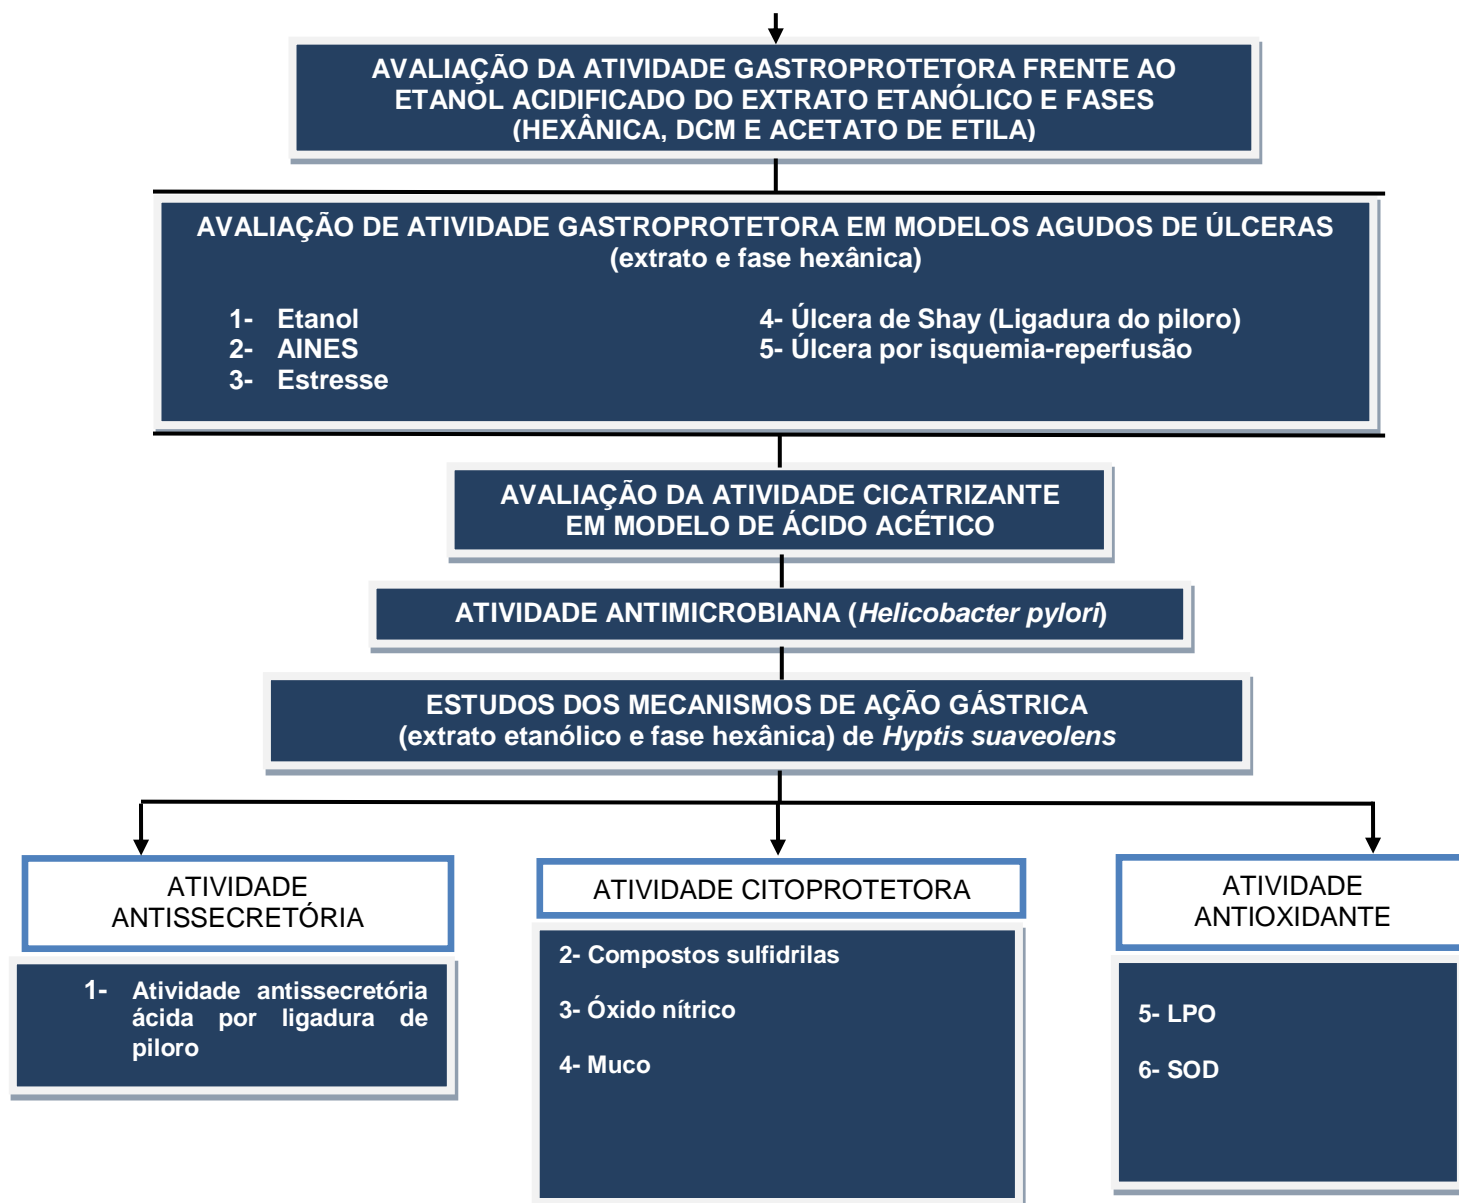 AVALIAÇÃO DA ATIVIDADE GASTROPROTETORA FRENTE AO
ETANOL ACIDIFICADO DO EXTRATO ETANÓLICO E FASES
(HEXÂNICA, DCM E ACETATO DE ETILA)
AVALIAÇÃO DE ATIVIDADE GASTROPROTETORA EM MODELOS AGUDOS DE ÚLCERAS
(extrato e fase hexânica)
1- Etanol
2- AINES
3- Estresse
4- Úlcera de Shay (Ligadura do piloro)
5- Úlcera por isquemia-reperfusão
AVALIAÇÃO DA ATIVIDADE CICATRIZANTE
EM MODELO DE ÁCIDO ACÉTICO
ATIVIDADE ANTIMICROBIANA (Helicobacter pylori)
ESTUDOS DOS MECANISMOS DE AÇÃO GÁSTRICA
(extrato etanólico e fase hexânica) de Hyptis suaveolens
ATIVIDADE
ANTISSECRETÓRIA
1- Atividade antissecretória
ácida por ligadura de
piloro
ATIVIDADE CITOPROTETORA
2- Compostos sulfidrilas
3- Óxido nítrico
4- Muco
ATIVIDADE
ANTIOXIDANTE
5- LPO
6- SOD